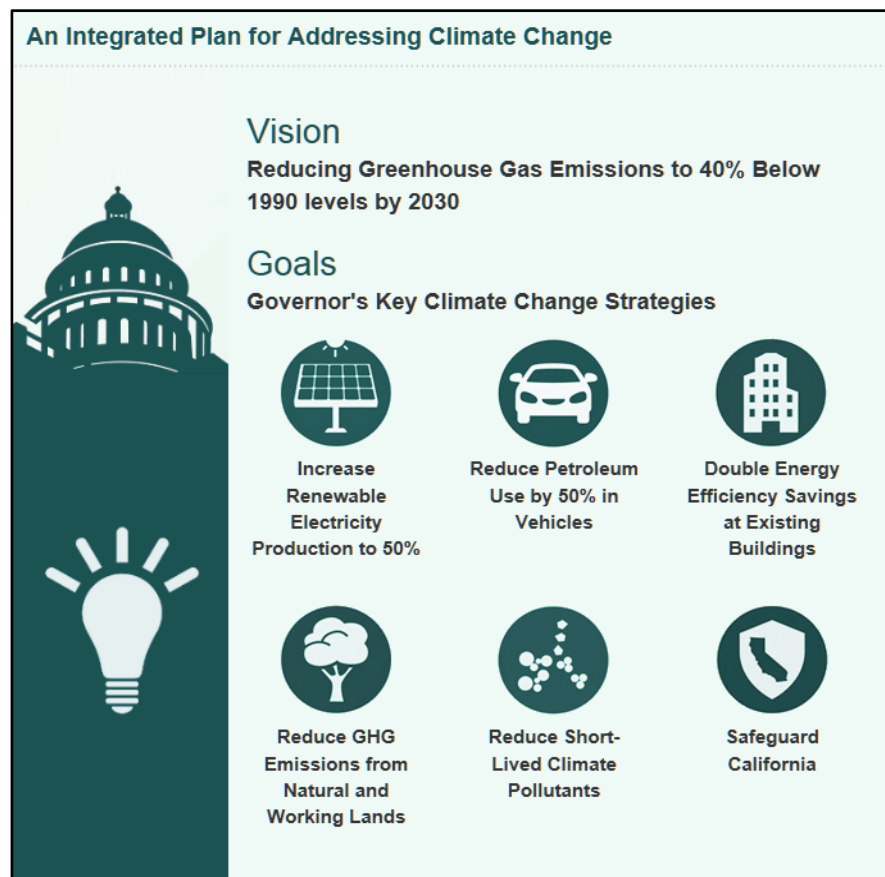 An Integrated Plan for Addressing Climate Change
Vision
Reducing Greenhouse Gas Emissions to 40% Below
1990 levels by 2030
Goals
Governor's Key Climate Change Strategies
Increase
Renewable
Electricity
Production to 50%
Reduce Petroleum
Use by 50% in
Vehicles
Double Energy
Efficiency Savings
at Existing
Buildings
Reduce GHG
Emissions from
Natural and
Working Lands
Reduce Short-
Lived Climate
Pollutants
Safeguard
California